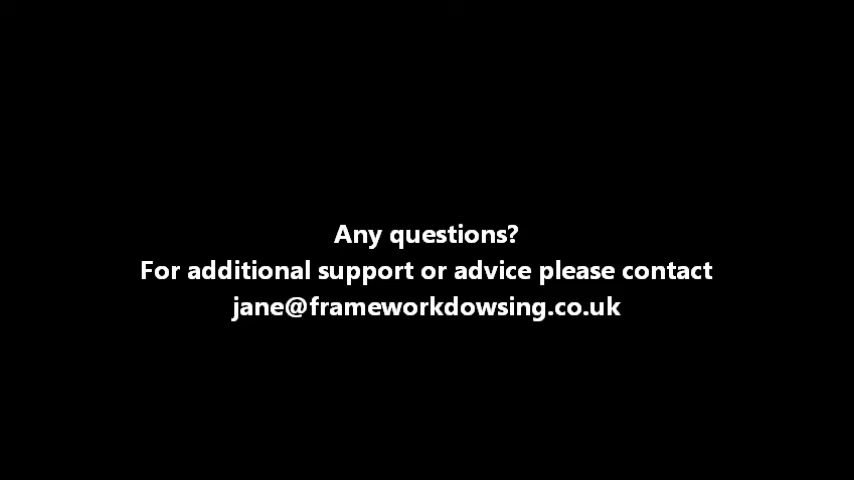 Any questions?
For additional support or advice please contact
jane@frameworkdowsing.co.uk